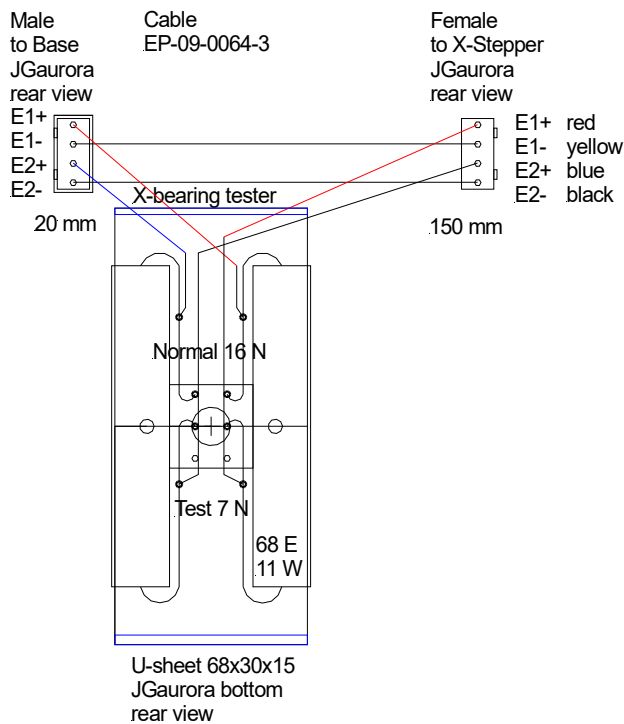 Male
to Base
JGaurora
rear view
Cable
EP-09-0064-3
Female
to X-Stepper
JGaurora
rear view
E1+
E1-
E2+
E2-
E1+ red
E1- yellow
E2+ blue
E2- black
X-bearing tester
20 mm
150 mm
Normal 16 N
Test 7 N
68 E
11 W
U-sheet 68x30x15
JGaurora bottom
rear view